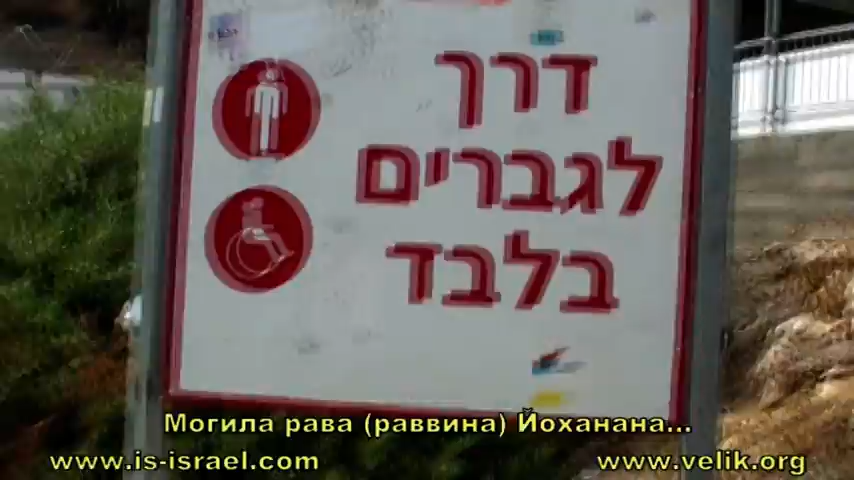 דרך
לגברים
בלבד
Могила рава (раввина) Йоханана...
www.is-israel.com
www.velik.org